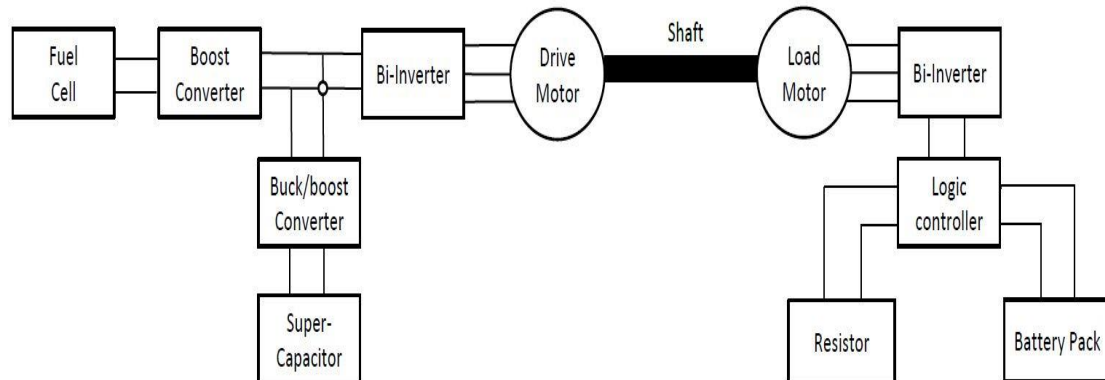 Fuel
Cell
Boost
Converter
Bi-Inverter
Drive
Motor
Shaft
Load
Motor
Bi-Inverter
Buck/boost
Converter
Logic
controller
Super-
Capacitor
Resistor
Battery Pack